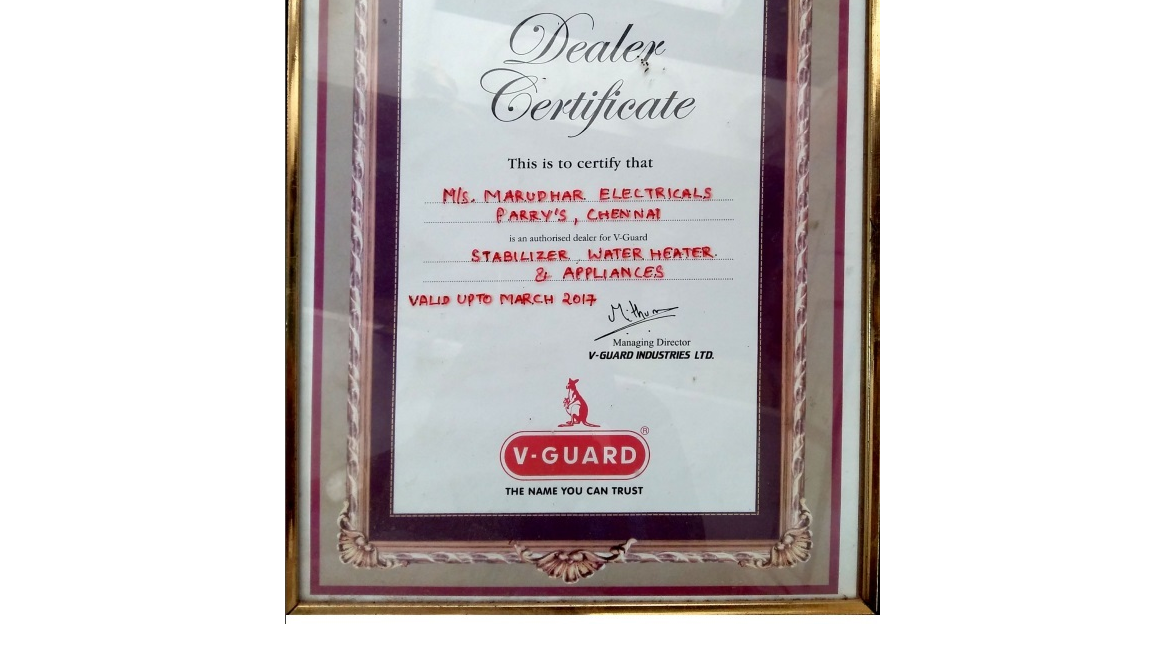 Dealer
Certificate
This is to certify that
M/s. MARUDHAR ELECTRICALS
PARRY'S, CHENNAI
is an authorised dealer for V-Guard
STABILIZER, WATER HEATER.
& APPLIANCES
VALID UPTO MARCH 2017
Mithun
Managing Director
V-GUARD INDUSTRIES LTD.
V-GUARD ®
THE NAME YOU CAN TRUST